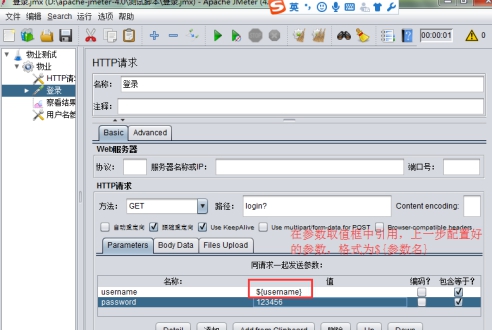 登录.jmx (D:\apache-jmeter-4.0\测试脚本\登录.jmx) - Apache JMeter (4.
英
文件 编辑 Search 运行 选项 帮助
00:00:01
0
物业测试
物业
HTTP请
登录
察看结果
用户名参
HTTP请求
名称: 登录
注释:
Basic Advanced
Web服务器
协议: 服务器名称或IP: 端口号:
HTTP请求
方法: GET 路径: login? Content encoding:
自动重定向 跟随重定向 Use KeepAlive Use multipart/form-data for POST Browser-compatible headers
在参数取值框中引用,上一步配置好
的参数,格式为${参数名}
Parameters Body Data Files Upload
同请求一起发送参数:
名称: 值 编码? 包含等于?
username ${username}
password 123456
Detail 添加 Add from Clipboard 删除 Up Down